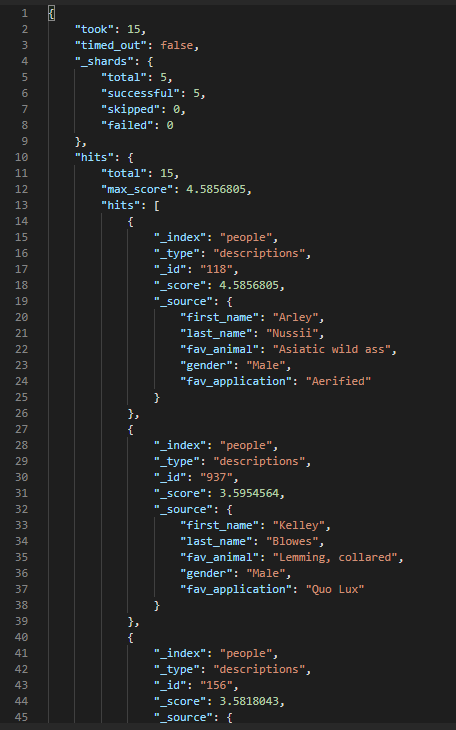 1 {
2     "took": 15,
3     "timed_out": false,
4     "_shards": {
5         "total": 5,
6         "successful": 5,
7         "skipped": 0,
8         "failed": 0
9     },
10     "hits": {
11         "total": 15,
12         "max_score": 4.5856805,
13         "hits": [
14             {
15                 "_index": "people",
16                 "_type": "descriptions",
17                 "_id": "118",
18                 "_score": 4.5856805,
19                 "_source": {
20                     "first_name": "Arley",
21                     "last_name": "Nussii",
22                     "fav_animal": "Asiatic wild ass",
23                     "gender": "Male",
24                     "fav_application": "Aerified"
25                 }
26             },
27             {
28                 "_index": "people",
29                 "_type": "descriptions",
30                 "_id": "937",
31                 "_score": 3.5954564,
32                 "_source": {
33                     "first_name": "Kelley",
34                     "last_name": "Blowes",
35                     "fav_animal": "Lemming, collared",
36                     "gender": "Male",
37                     "fav_application": "Quo Lux"
38                 }
39             },
40             {
41                 "_index": "people",
42                 "_type": "descriptions",
43                 "_id": "156",
44                 "_score": 3.5818043,
45                 "_source": {